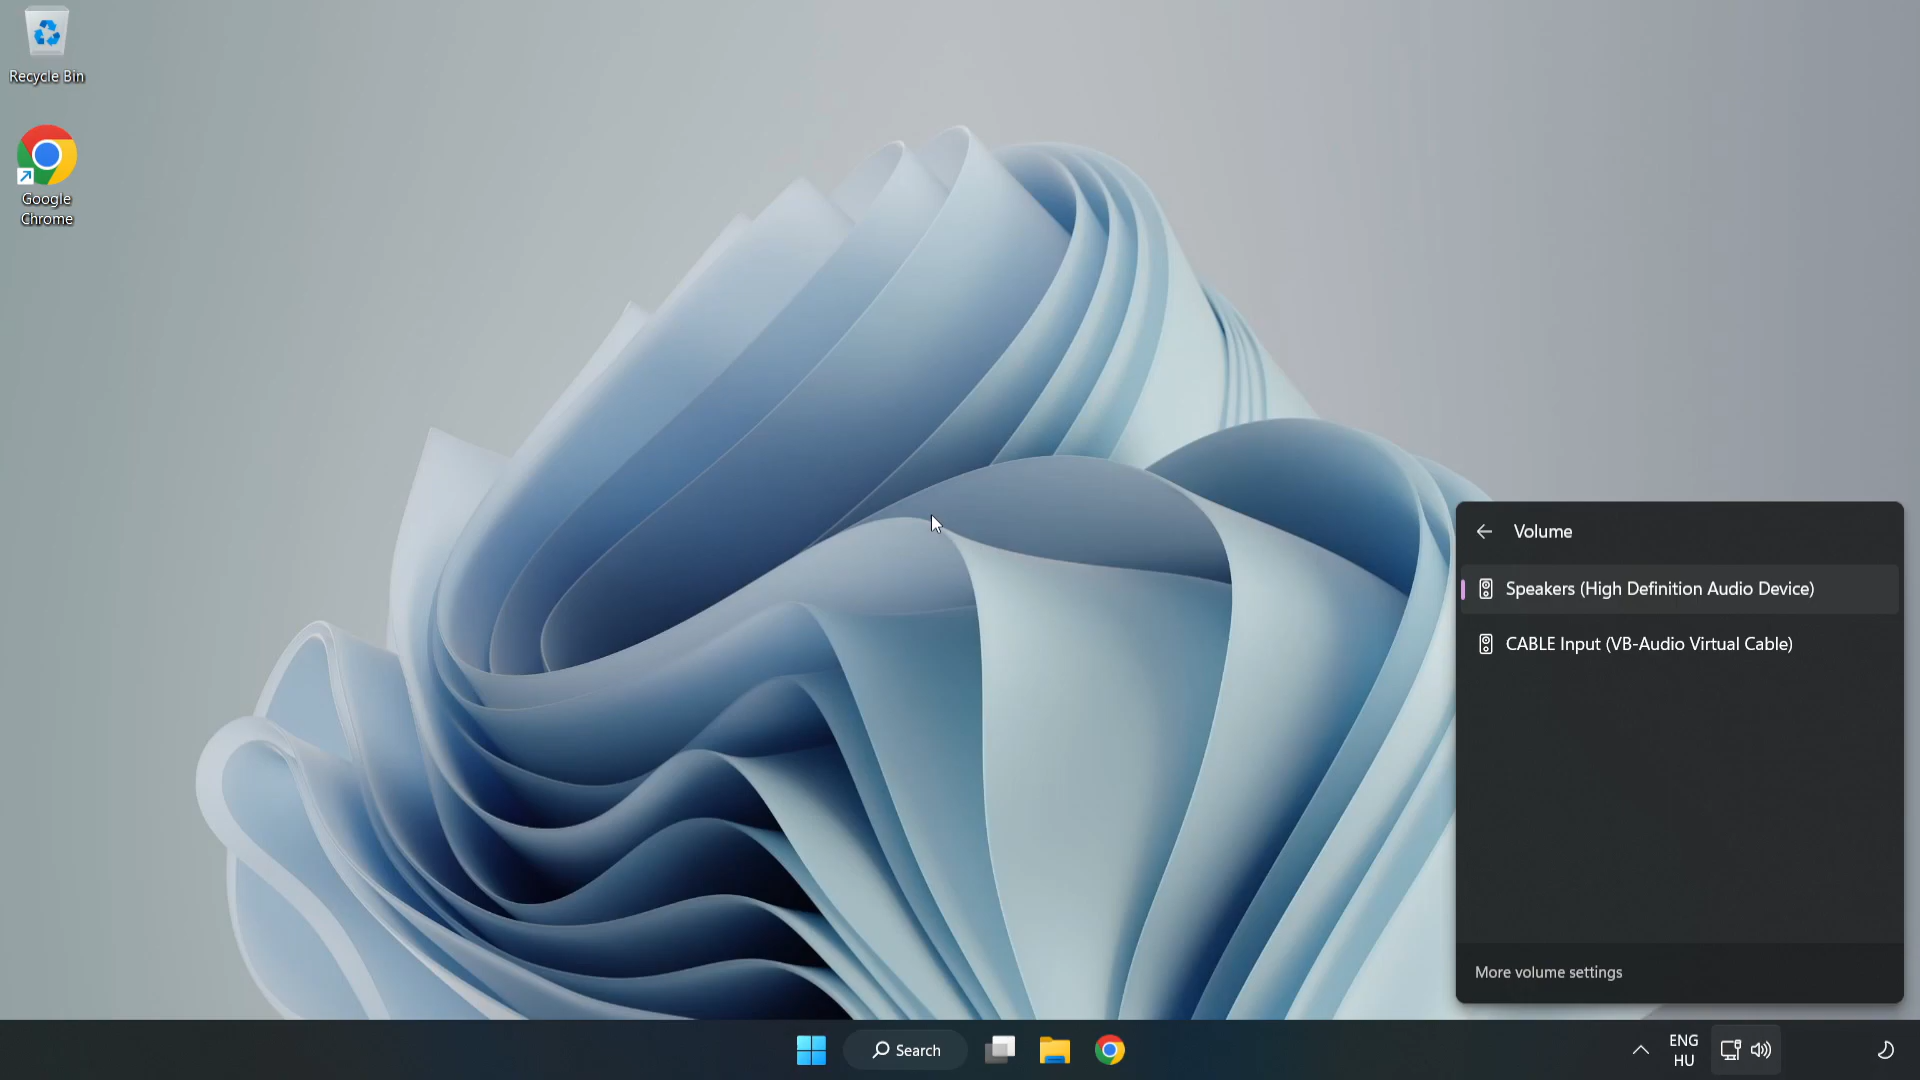 Recycle Bin
Google
Chrome
Volume
Speakers (High Definition Audio Device)
CABLE Input (VB-Audio Virtual Cable)
More volume settings
Search
ENG
HU